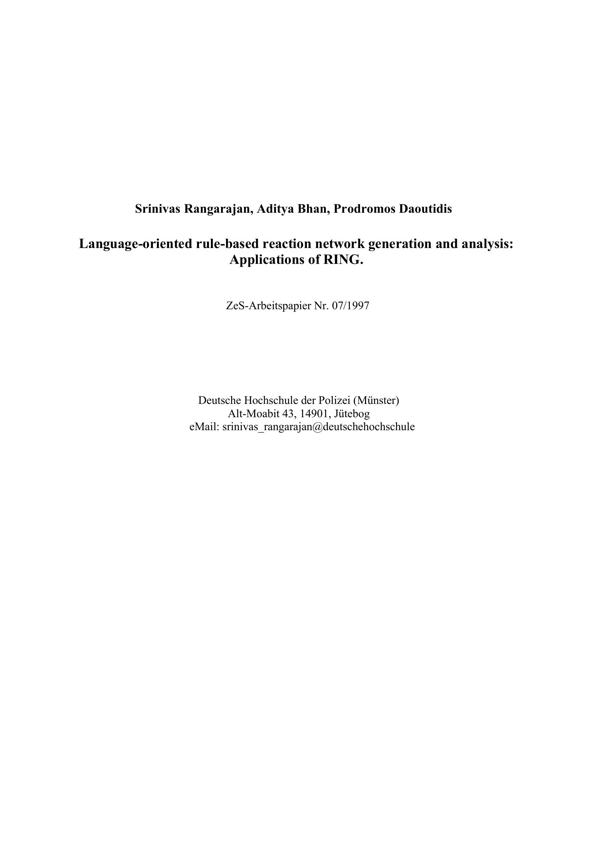 Srinivas Rangarajan, Aditya Bhan, Prodromos Daoutidis
Language-oriented rule-based reaction network generation and analysis:
Applications of RING.
ZeS-Arbeitspapier Nr. 07/1997
Deutsche Hochschule der Polizei (Münster)
Alt-Moabit 43, 14901, Jütebog
eMail: srinivas_rangarajan@deutschehochschule